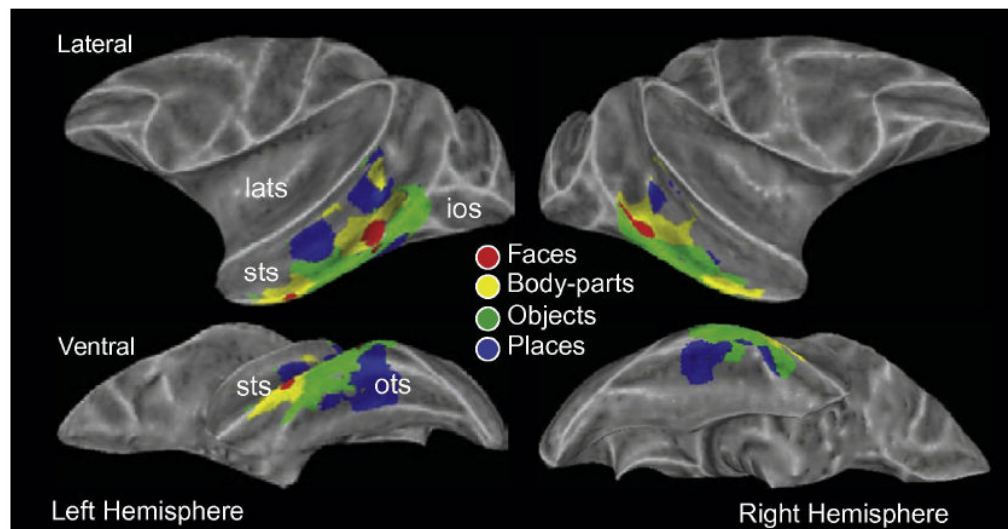 Lateral
lats
ios
sts
Faces
Body-parts
Objects
Places
Ventral
sts
ots
Left Hemisphere
Right Hemisphere